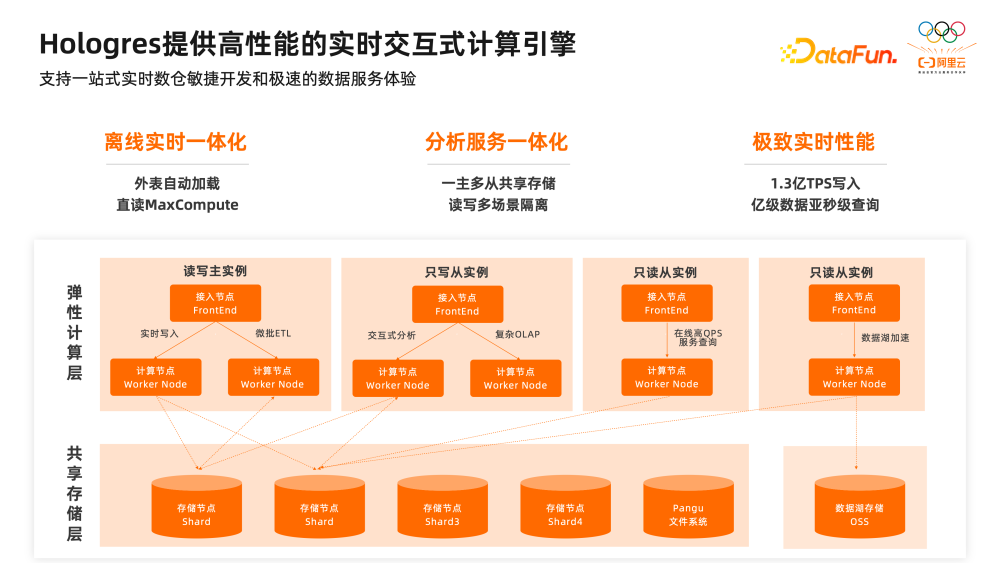 Hologres提供高性能的实时交互式计算引擎
支持一站式实时数仓敏捷开发和极速的数据服务体验
DataFun.
阿里云
离线实时一体化
外表自动加载
直读MaxCompute
分析服务一体化
一主多从共享存储
读写多场景隔离
极致实时性能
1.3亿TPS写入
亿级数据亚秒级查询
弹性计算层
读写主实例
接入节点
FrontEnd
实时写入
微批ETL
计算节点
Worker Node
计算节点
Worker Node
只写从实例
接入节点
FrontEnd
交互式分析
复杂OLAP
计算节点
Worker Node
计算节点
Worker Node
只读从实例
接入节点
FrontEnd
在线高QPS
服务查询
计算节点
Worker Node
只读从实例
接入节点
FrontEnd
数据湖加速
计算节点
Worker Node
共享存储层
存储节点
Shard
存储节点
Shard
存储节点
Shard3
存储节点
Shard4
Pangu
文件系统
数据湖存储
OSS